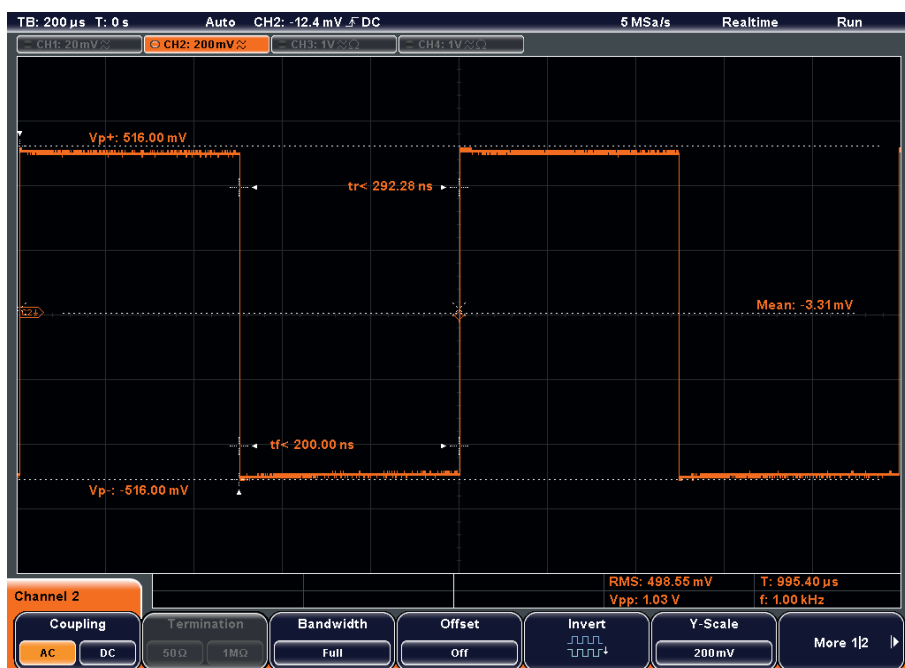 TB: 200 µs T: 0 s Auto CH2: -12.4 mV DC 5 MSa/s Realtime Run
CH1: 20mV CH2: 200mV CH3: 1V Ω CH4: 1V Ω
Vp+: 516.00 mV
tr< 292.28 ns
Mean: -3.31mV
tf< 200.00 ns
Vp-: -516.00 mV
RMS: 498.55 mV T: 995.40 µs
Channel 2 Vpp: 1.03 V f: 1.00 kHz
Coupling Termination Bandwidth Offset Invert Y-Scale More 1|2
AC DC 50Ω 1MΩ Full Off 200mV